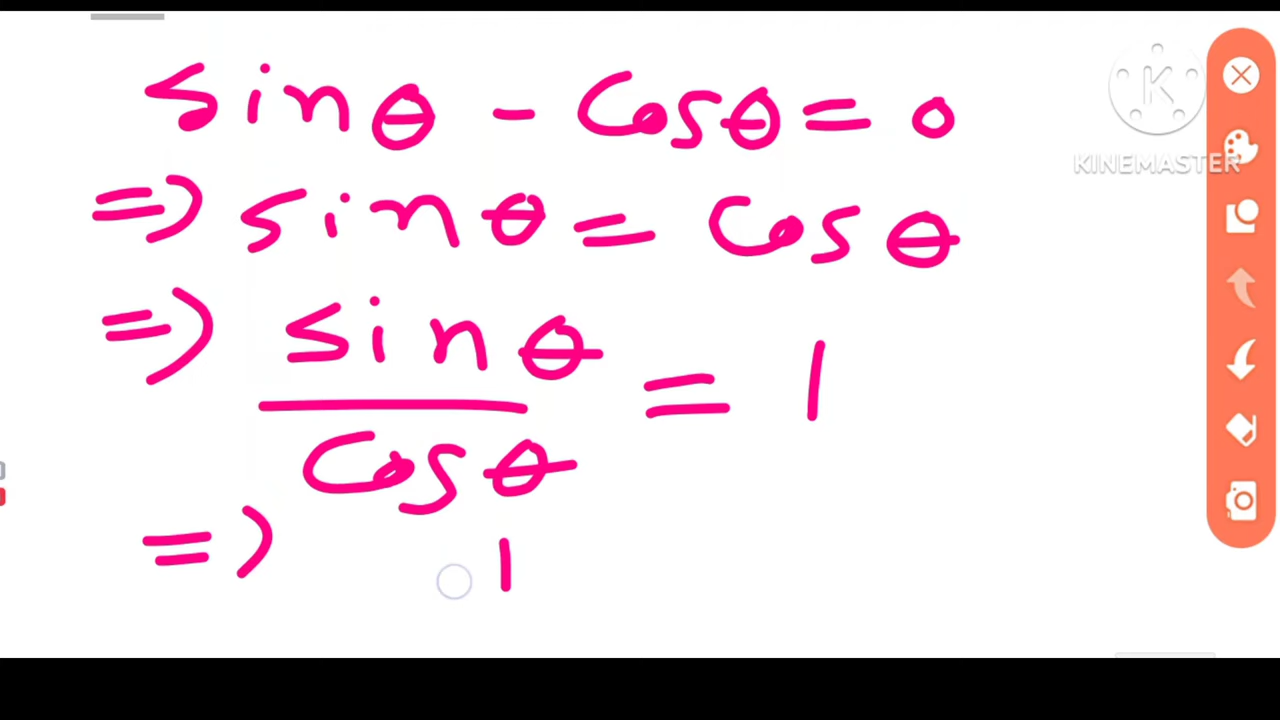 sinθ - cosθ = 0
=> sinθ = cosθ
=> sinθ
cosθ
= 1
=> 1
KINEMASTER